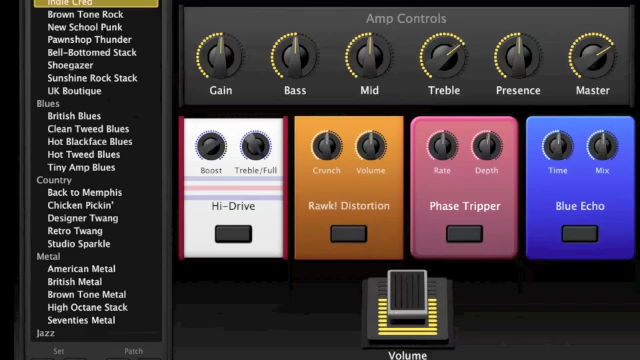 Indie Cred
Brown Tone Rock
New School Punk
Pawnshop Thunder
Bell-Bottomed Stack
Shoegazer
Sunshine Rock Stack
UK Boutique
Blues
British Blues
Clean Tweed Blues
Hot Blackface Blues
Hot Tweed Blues
Tiny Amp Blues
Country
Back to Memphis
Chicken Pickin'
Designer Twang
Retro Twang
Studio Sparkle
Metal
American Metal
British Metal
Brown Tone Metal
High Octane Stack
Seventies Metal
Jazz
Set Patch
Amp Controls
Gain Bass Mid Treble Presence Master
Boost Treble/Full Crunch Volume Rate Depth Time Mix
Hi-Drive Rawk! Distortion Phase Tripper Blue Echo
Volume